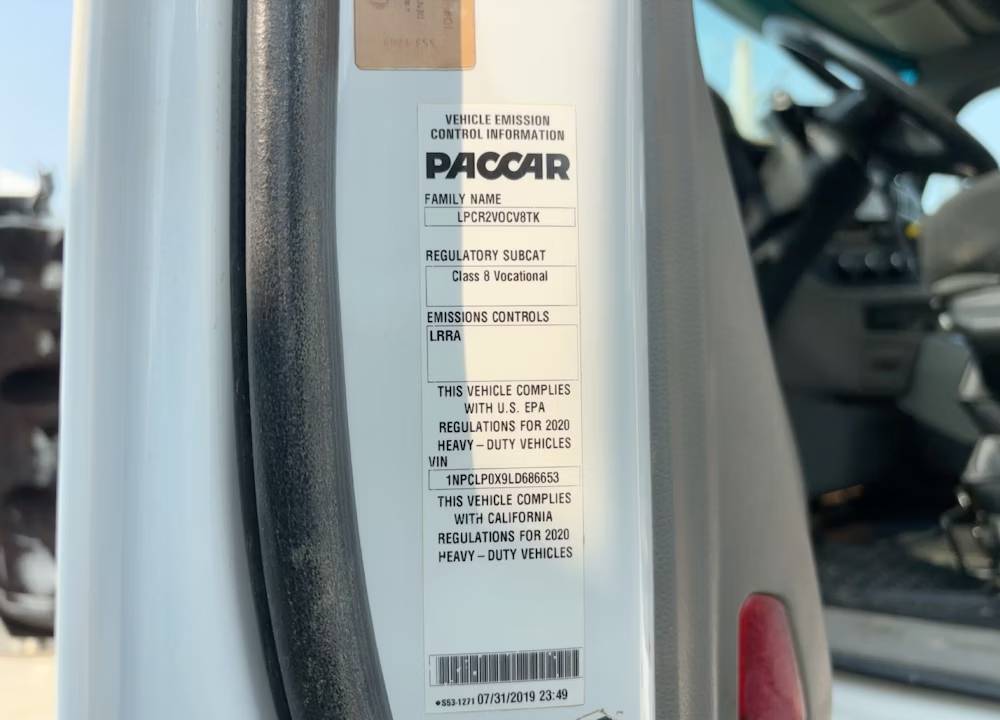 VEHICLE EMISSION
CONTROL INFORMATION
PACCAR
FAMILY NAME
LPCR2VOCV8TK
REGULATORY SUBCAT
Class 8 Vocational
EMISSIONS CONTROLS
LRRA
THIS VEHICLE COMPLIES
WITH U.S. EPA
REGULATIONS FOR 2020
HEAVY – DUTY VEHICLES
VIN
1NPCLP0X9LD686653
THIS VEHICLE COMPLIES
WITH CALIFORNIA
REGULATIONS FOR 2020
HEAVY – DUTY VEHICLES
S53-1271 07/31/2019 23:49